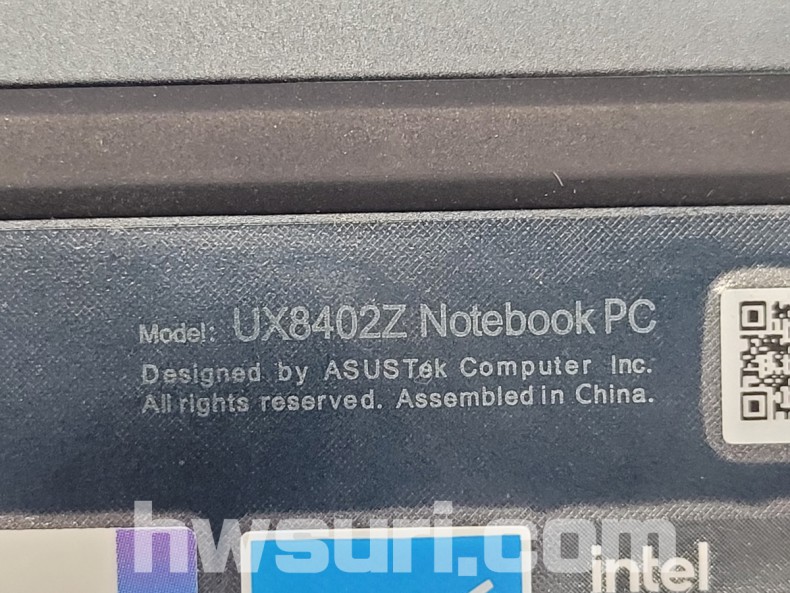 Model: UX8402Z Notebook PC
Designed by ASUSTek Computer Inc.
All rights reserved. Assembled in China.
hwsuri.com
intel